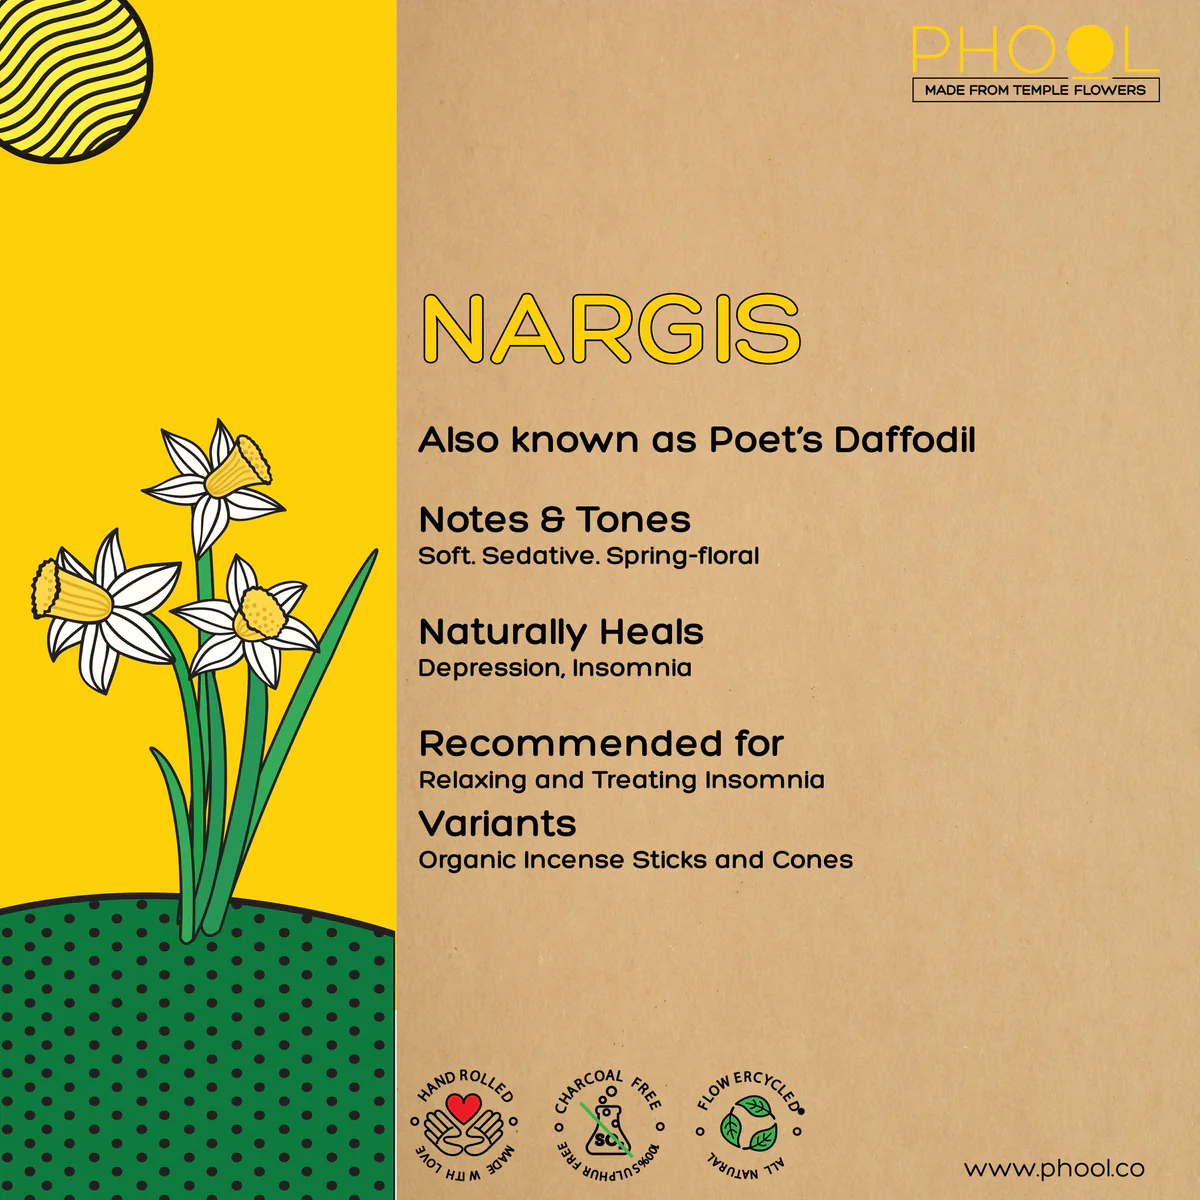 PHOOL
MADE FROM TEMPLE FLOWERS
NARGIS
Also known as Poet's Daffodil
Notes & Tones
Soft. Sedative. Spring-floral
Naturally Heals
Depression, Insomnia
Recommended for
Relaxing and Treating Insomnia
Variants
Organic Incense Sticks and Cones
HAND ROLLED
MADE WITH LOVE
CHARCOAL FREE
SO₂
100% SULPHUR FREE
FLOWERCYCLED®
ALL NATURAL
www.phool.co